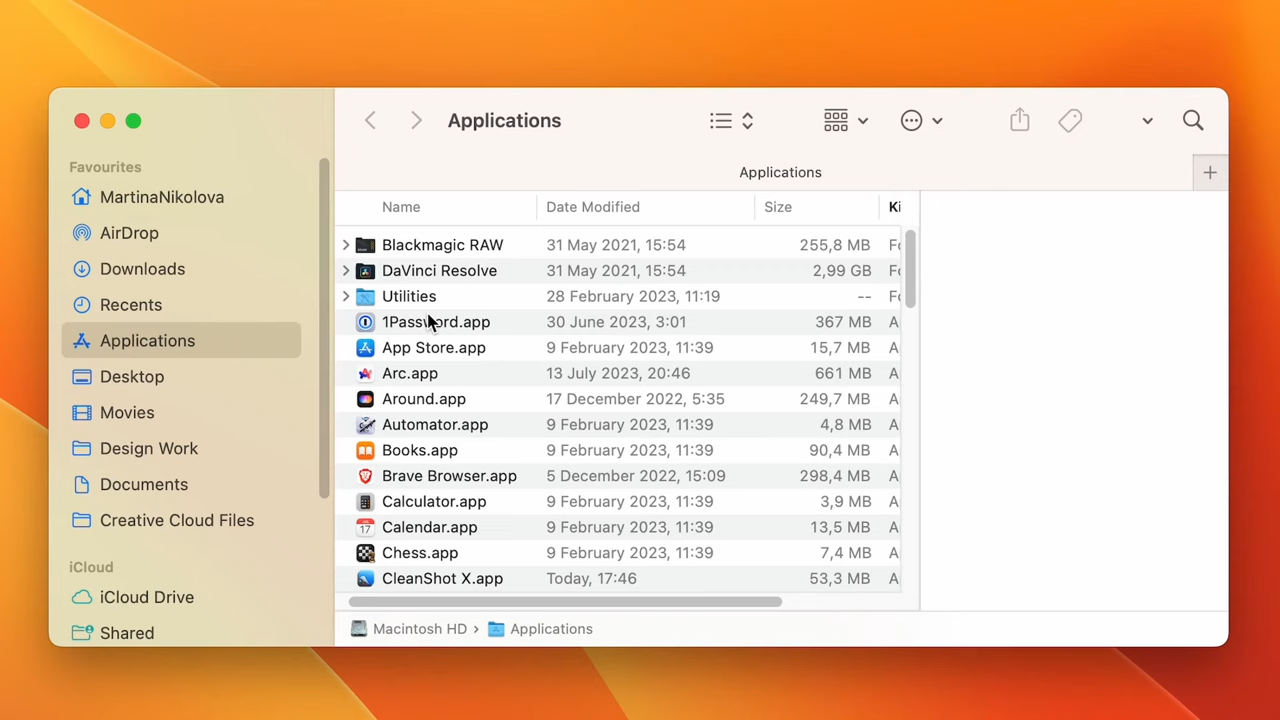 Applications
Applications
Favourites
MartinaNikolova
AirDrop
Downloads
Recents
Applications
Desktop
Movies
Design Work
Documents
Creative Cloud Files
iCloud
iCloud Drive
Shared
Name Date Modified Size Ki
Blackmagic RAW 31 May 2021, 15:54 255,8 MB Fo
DaVinci Resolve 31 May 2021, 15:54 2,99 GB Fo
Utilities 28 February 2023, 11:19 -- Fo
1Password.app 30 June 2023, 3:01 367 MB A
App Store.app 9 February 2023, 11:39 15,7 MB A
Arc.app 13 July 2023, 20:46 661 MB A
Around.app 17 December 2022, 5:35 249,7 MB A
Automator.app 9 February 2023, 11:39 4,8 MB A
Books.app 9 February 2023, 11:39 90,4 MB A
Brave Browser.app 5 December 2022, 15:09 298,4 MB A
Calculator.app 9 February 2023, 11:39 3,9 MB A
17 Calendar.app 9 February 2023, 11:39 13,5 MB A
Chess.app 9 February 2023, 11:39 7,4 MB A
CleanShot X.app Today, 17:46 53,3 MB A
Macintosh HD › Applications